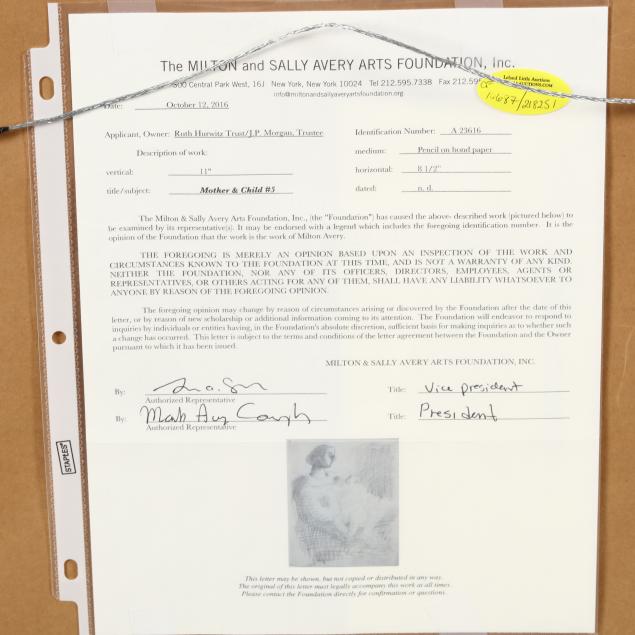 The MILTON and SALLY AVERY ARTS FOUNDATION, Inc.
300 Central Park West, 16J New York, New York 10024 Tel 212.595.7338 Fax 212.595
info@miltonandsallyaveryartsfoundation.org
Date: October 12, 2016
Applicant, Owner: Ruth Hurwitz Trust/J.P. Morgan, Trustee Identification Number: A 23616
Description of work: medium: Pencil on bond paper
vertical: 11" horizontal: 8 1/2"
title/subject: Mother & Child #5 dated: n. d.
The Milton & Sally Avery Arts Foundation, Inc., (the "Foundation") has caused the above- described work (pictured below) to
be examined by its representative(s). It may be endorsed with a legend which includes the foregoing identification number. It is
the opinion of the Foundation that the work is the work of Milton Avery.
THE FOREGOING IS MERELY AN OPINION BASED UPON AN INSPECTION OF THE WORK AND
CIRCUMSTANCES KNOWN TO THE FOUNDATION AT THIS TIME, AND IS NOT A WARRANTY OF ANY KIND.
NEITHER THE FOUNDATION, NOR ANY OF ITS OFFICERS, DIRECTORS, EMPLOYEES, AGENTS OR
REPRESENTATIVES, OR OTHERS ACTING FOR ANY OF THEM, SHALL HAVE ANY LIABILITY WHATSOEVER TO
ANYONE BY REASON OF THE FOREGOING OPINION.
The foregoing opinion may change by reason of circumstances arising or discovered by the Foundation after the date of this
letter, or by reason of new scholarship or additional information coming to its attention. The Foundation will endeavor to respond to
inquiries by individuals or entities having, in the Foundation's absolute discretion, sufficient basis for making inquiries as to whether such
a change has occurred. This letter is subject to the terms and conditions of the letter agreement between the Foundation and the Owner
pursuant to which it has been issued.
MILTON & SALLY AVERY ARTS FOUNDATION, INC.
By: Title: Vice president
Authorized Representative
By: Title: President
Authorized Representative
STAPLES
This letter may be shown, but not copied or distributed in any way.
The original of this letter must legally accompany this work at all times.
Please contact the Foundation directly for confirmation or questions.